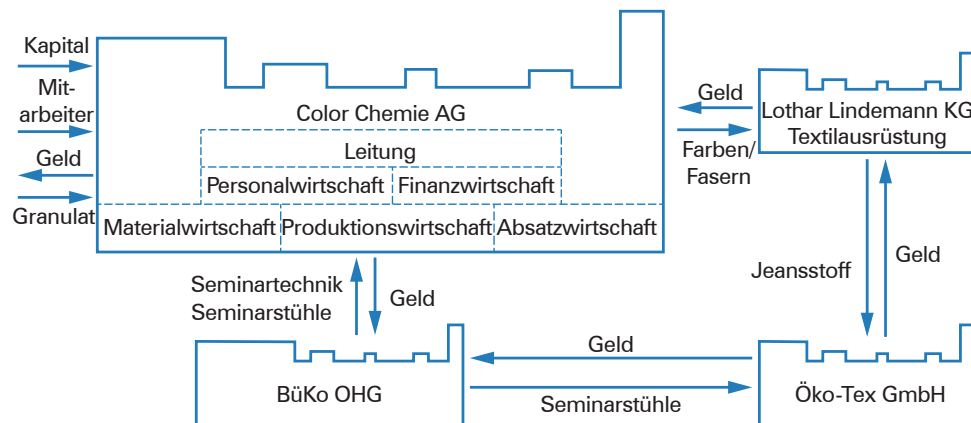 Kapital
Mit-
arbeiter
Geld
Granulat
Color Chemie AG
Leitung
Personalwirtschaft
Finanzwirtschaft
Materialwirtschaft
Produktionswirtschaft
Absatzwirtschaft
Geld
Farben/
Fasern
Lothar Lindemann KG
Textilausrüstung
Seminartechnik
Seminarstühle
Geld
Jeansstoff
Geld
BüKo OHG
Geld
Seminarstühle
Öko-Tex GmbH